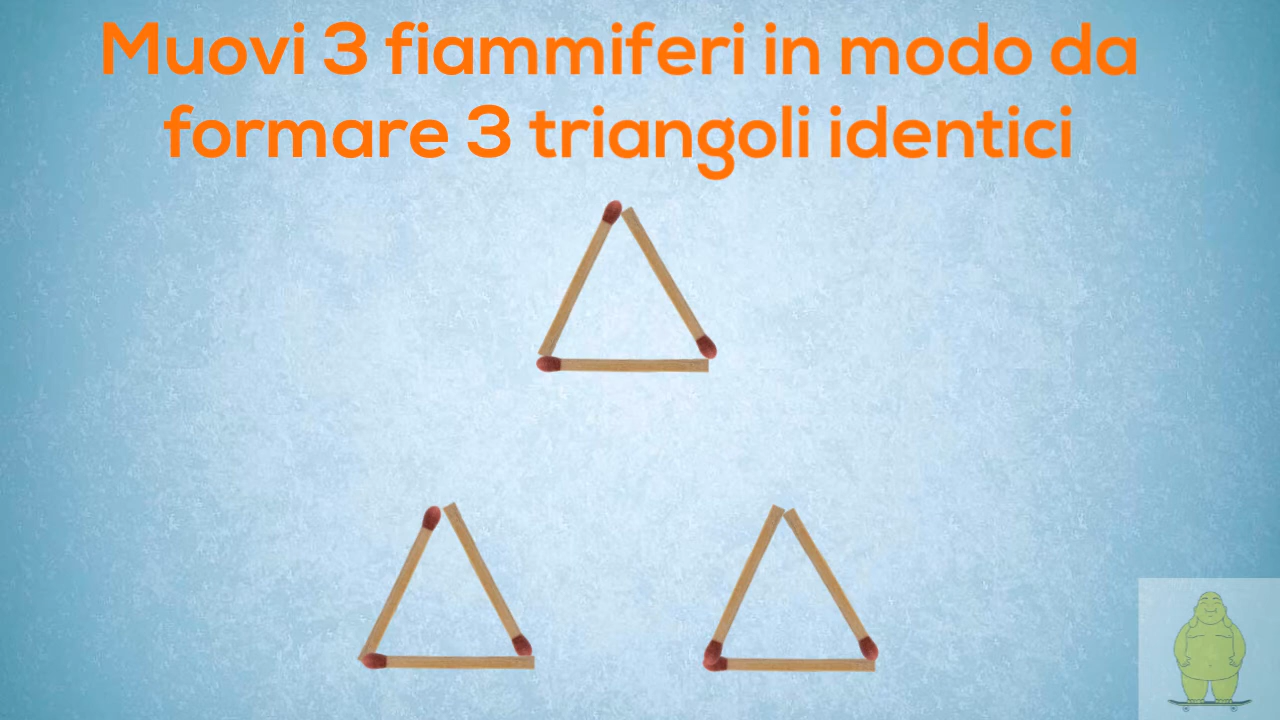 Muovi 3 fiammiferi in modo da
formare 3 triangoli identici